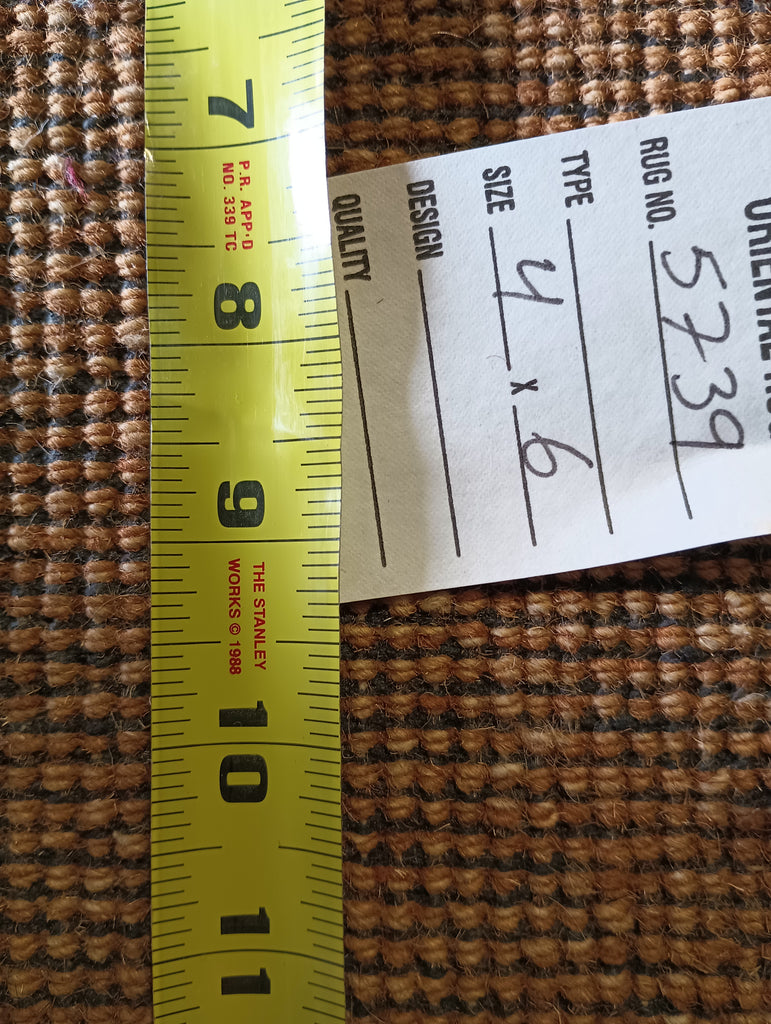 7
P.R. APP'D
NO. 339 TC
8
9
THE STANLEY
WORKS © 1988
10
11
ORIENTAL
RUG NO. 5739
TYPE
SIZE 4 x 6
DESIGN
QUALITY